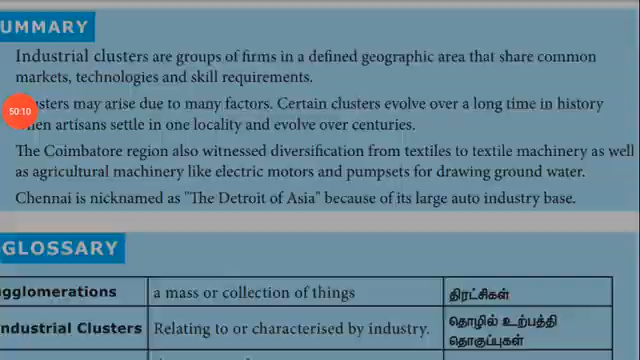 UMMARY
Industrial clusters are groups of firms in a defined geographic area that share common
markets, technologies and skill requirements.
50:10
usters may arise due to many factors. Certain clusters evolve over a long time in history
hen artisans settle in one locality and evolve over centuries.
The Coimbatore region also witnessed diversification from textiles to textile machinery as well
as agricultural machinery like electric motors and pumpsets for drawing ground water.
Chennai is nicknamed as "The Detroit of Asia" because of its large auto industry base.
GLOSSARY
gglomerations a mass or collection of things திரட்சிகள்
ndustrial Clusters Relating to or characterised by industry. தொழில் உற்பத்தி
தொகுப்புகள்